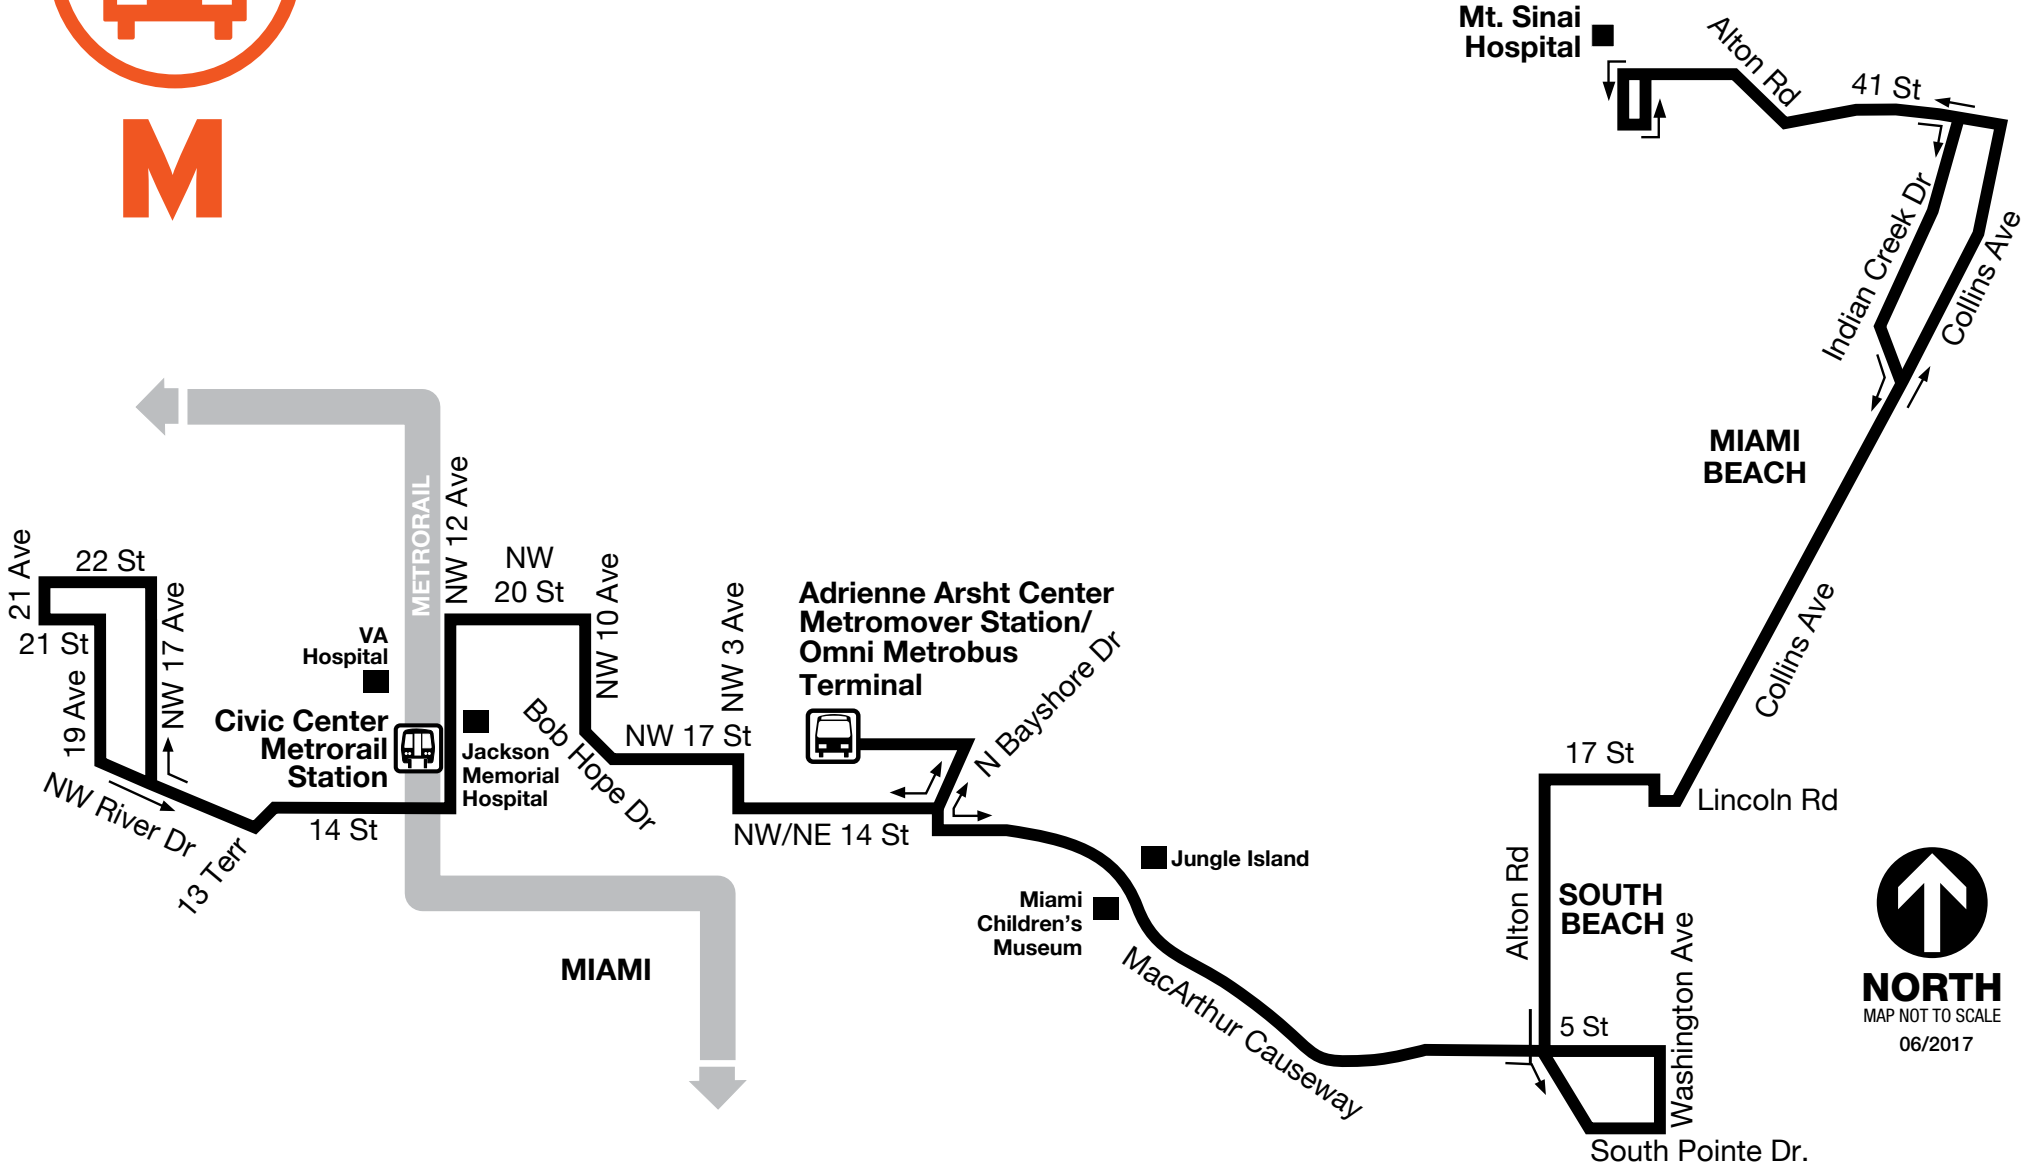 M
Mt. Sinai
Hospital
Alton Rd
41 St
Indian Creek Dr
Collins Ave
MIAMI
BEACH
Collins Ave
METRORAIL
NW 12 Ave
21 Ave
22 St
21 St
19 Ave
NW 17 Ave
NW River Dr
13 Terr
14 St
VA
Hospital
Civic Center
Metrorail
Station
Jackson
Memorial
Hospital
NW
20 St
NW 10 Ave
Bob Hope Dr
NW 17 St
NW 3 Ave
Adrienne Arsht Center
Metromover Station/
Omni Metrobus
Terminal
N Bayshore Dr
NW/NE 14 St
Jungle Island
Miami
Children's
Museum
MacArthur Causeway
MIAMI
17 St
Lincoln Rd
Alton Rd
SOUTH
BEACH
5 St
Washington Ave
South Pointe Dr.
NORTH
MAP NOT TO SCALE
06/2017